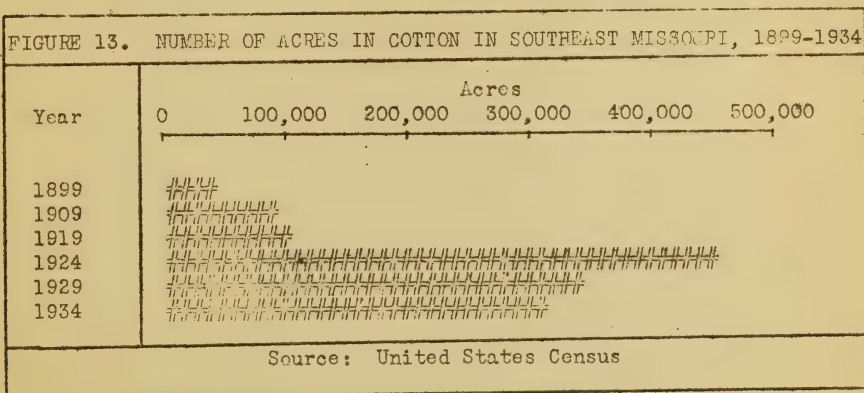 FIGURE 13. NUMBER OF ACRES IN COTTON IN SOUTHEAST MISSOURI, 1899-1934
Acres
Year 0 100,000 200,000 300,000 400,000 500,000
1899
1909
1919
1924
1929
1934
Source: United States Census